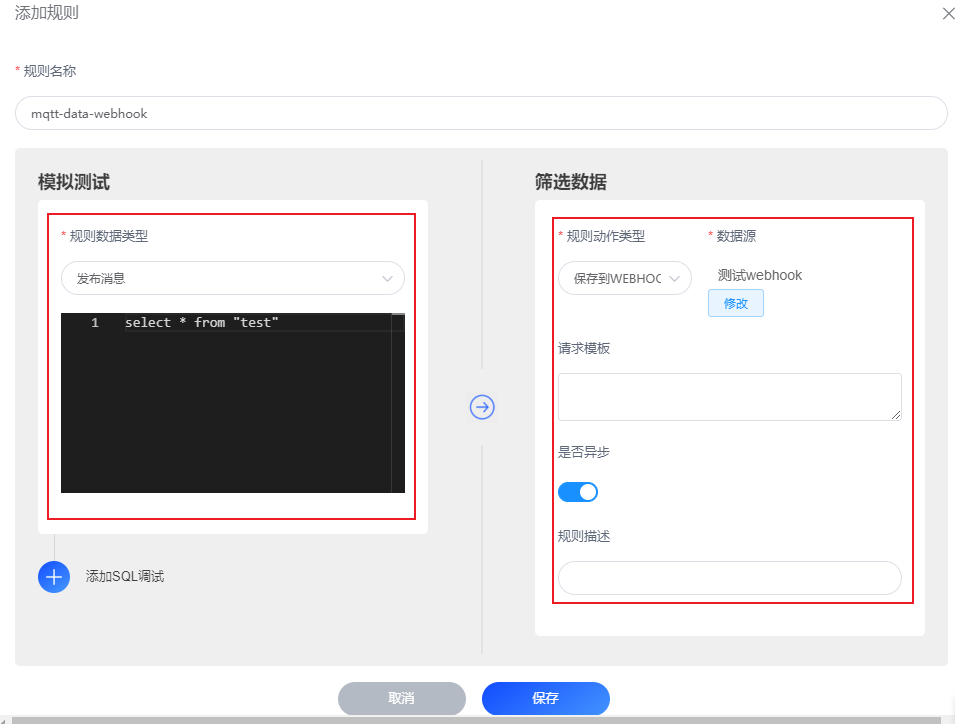 添加规则
* 规则名称
mqtt-data-webhook
模拟测试
* 规则数据类型
发布消息
1 select * from "test"
添加SQL调试
筛选数据
* 规则动作类型 * 数据源
保存到WEBHOC 测试webhook
修改
请求模板
是否异步
规则描述
取消 保存